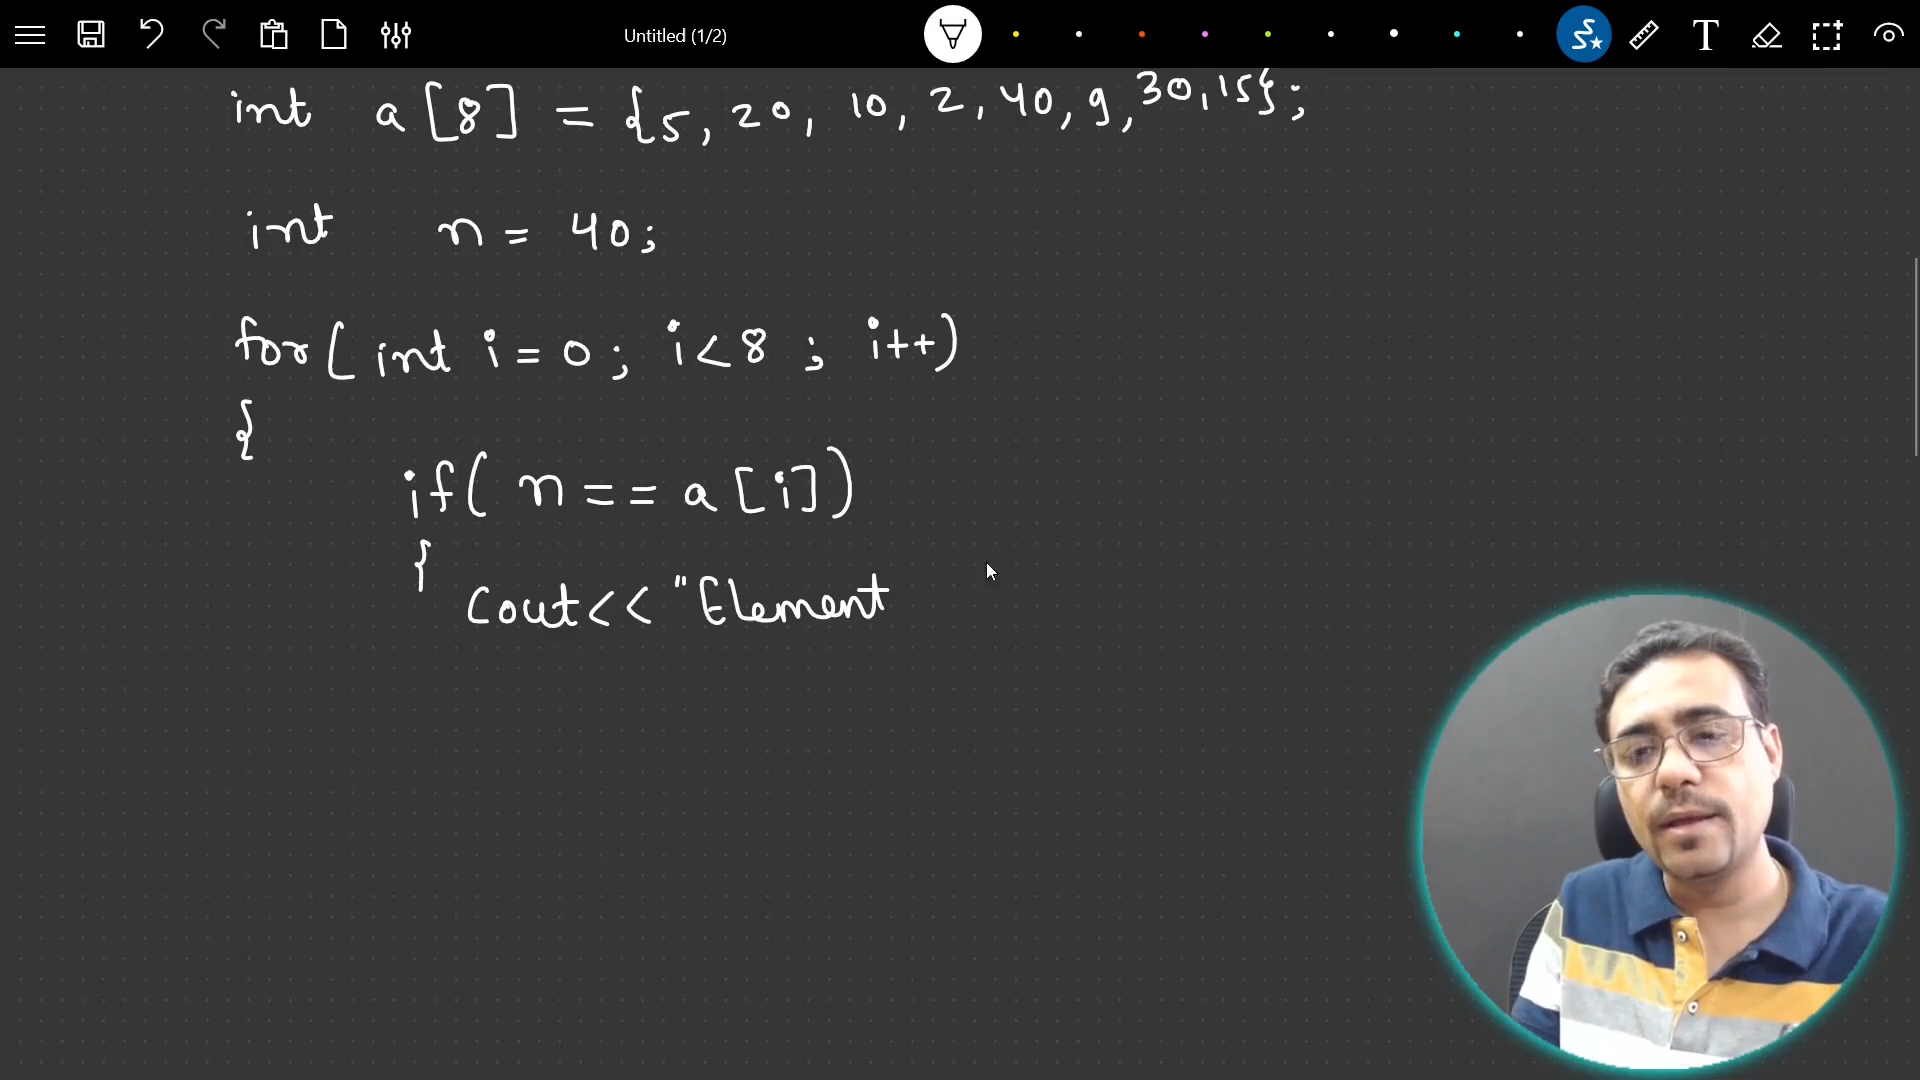 Untitled (1/2)
T
int a[8] = {5, 20, 10, 2, 40, 9, 30, 15};
int n = 40;
for( int i = 0; i<8 ; i++)
{
if( n == a[i])
{
cout<< "Element